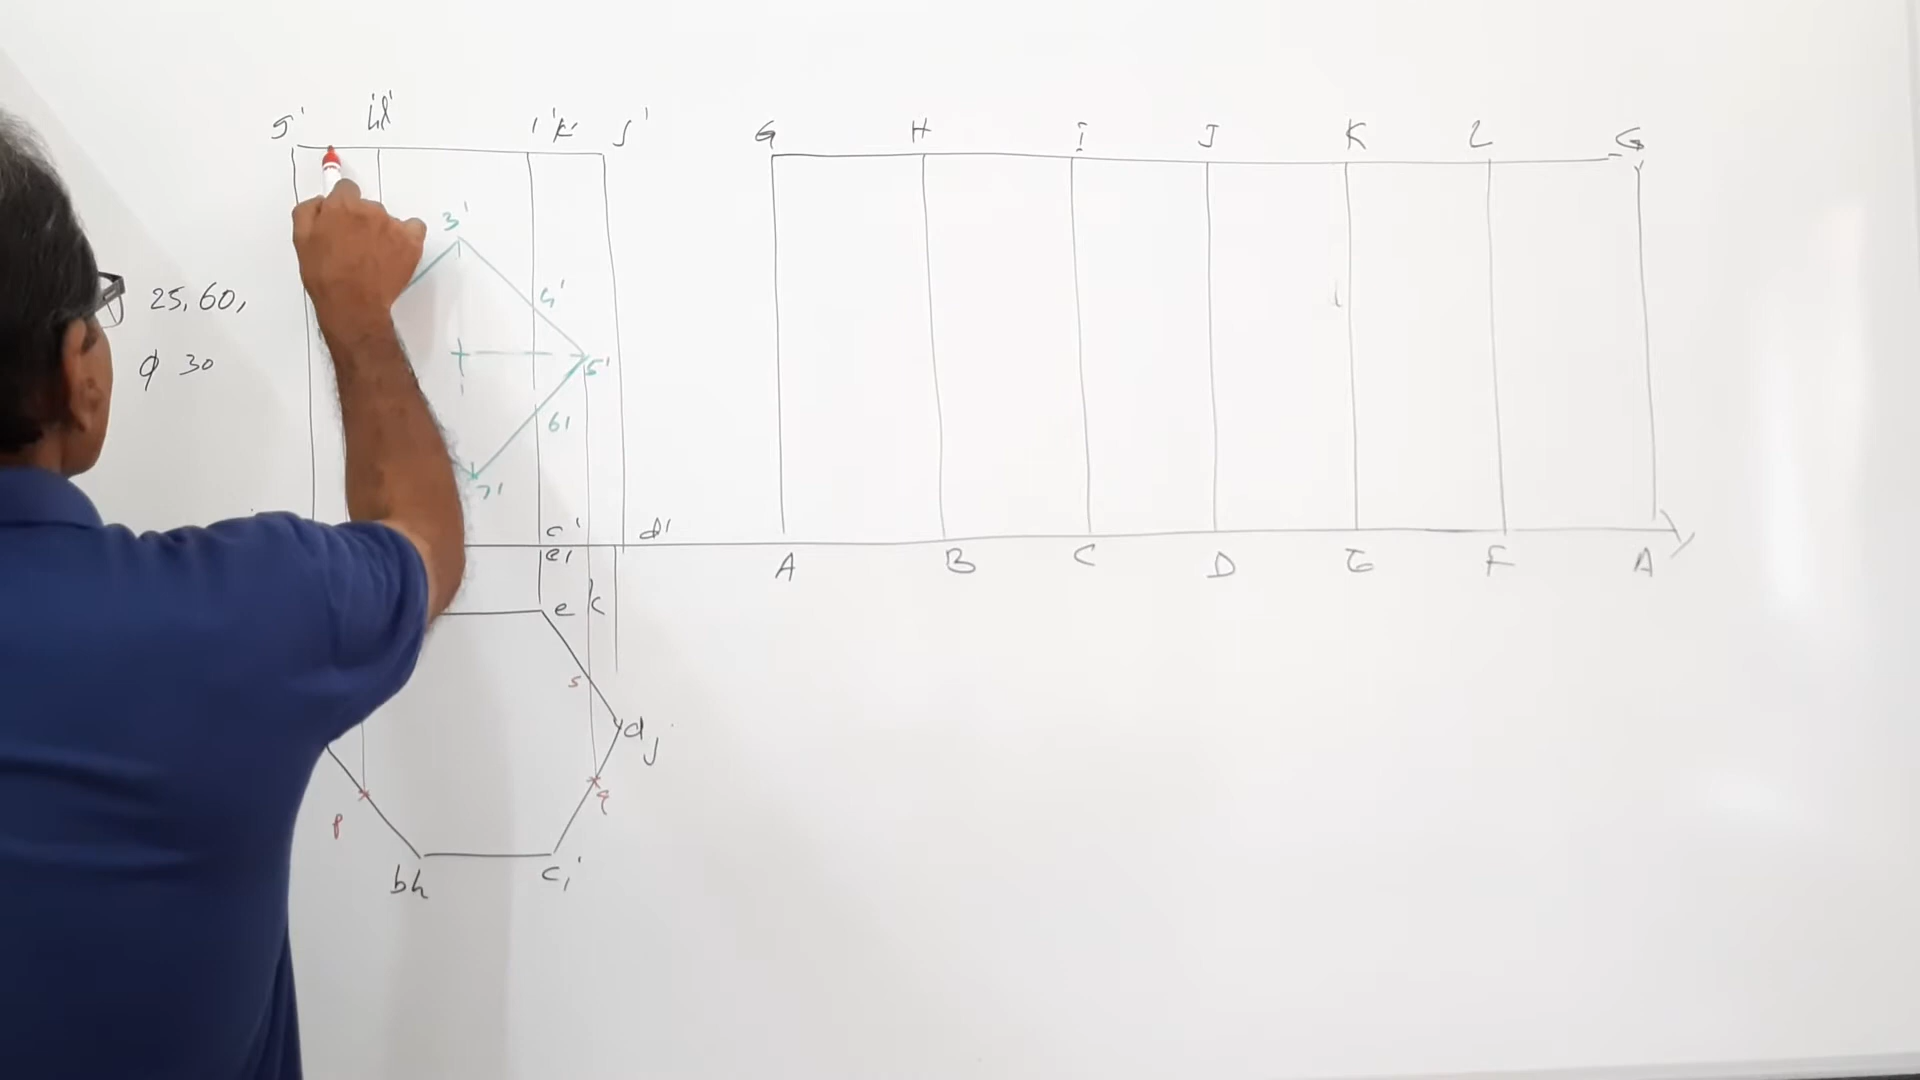 g' h'l' i'k' j'
G H I J K L G
3'
25, 60, 4'
φ 30 5'
6'
7'
c' d'
e'
A B C D E F A
e k
s
d j
q
p
bh c i